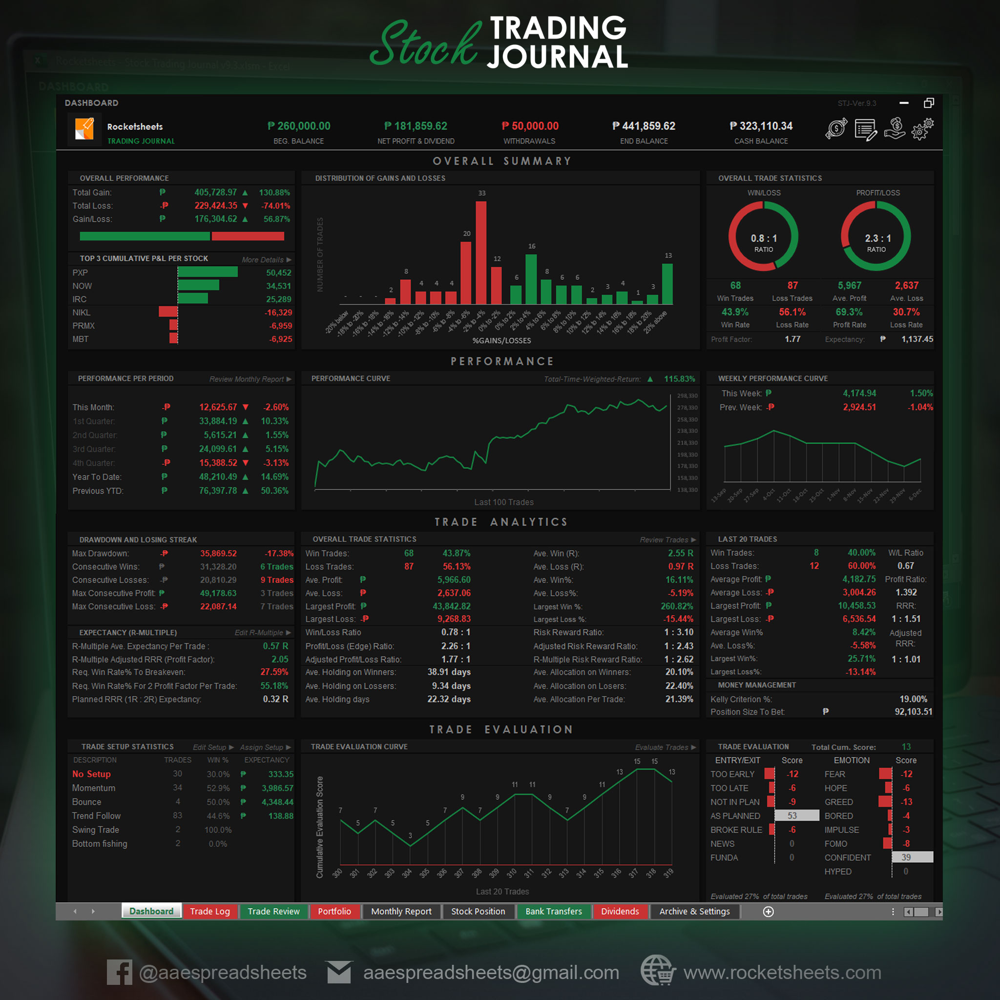 Stock TRADING
JOURNAL
Rocketsheets - Stock Trading Journal v9.3.xlsm - Excel
DASHBOARD
DASHBOARD
STJ-Ver.9.3
Rocketsheets
TRADING JOURNAL
₱ 260,000.00
BEG. BALANCE
₱ 181,859.62
NET PROFIT & DIVIDEND
₱ 50,000.00
WITHDRAWALS
₱ 441,859.62
END BALANCE
₱ 323,110.34
CASH BALANCE
OVERALL SUMMARY
OVERALL PERFORMANCE
Total Gain: ₱ 405,728.97 ▲ 130.88%
Total Loss: -₱ 229,424.35 ▼ -74.01%
Gain/Loss: ₱ 176,304.62 ▲ 56.87%
TOP 3 CUMULATIVE P&L PER STOCK More Details ►
PXP 50,452
NOW 34,531
IRC 25,289
NIKL -16,329
PRMX -6,959
MBT -6,925
DISTRIBUTION OF GAINS AND LOSSES
NUMBER OF TRADES
- - - 2 8 4 4 4 20 33 12 6 16 8 6 6 2 3 4 1 3 13
-20% below -18% to -20% -16% to -18% -14% to -16% -12% to -14% -10% to -12% -8% to -10% -6% to -8% -4% to -6% -2% to -4% 0% to -2% 0% to 2% 2% to 4% 4% to 6% 6% to 8% 8% to 10% 10% to 12% 12% to 14% 14% to 16% 16% to 18% 18% to 20% 20% above
%GAINS/LOSSES
OVERALL TRADE STATISTICS
WIN/LOSS PROFIT/LOSS
0.8 : 1 2.3 : 1
RATIO RATIO
68 87 5,967 2,637
Win Trades Loss Trades Ave. Profit Ave. Loss
43.9% 56.1% 69.3% 30.7%
Win Rate Loss Rate Profit Rate Loss Rate
Profit Factor: 1.77 Expectancy: ₱ 1,137.45
PERFORMANCE
PERFORMANCE PER PERIOD Review Monthly Report ►
This Month: -₱ 12,625.67 ▼ -2.60%
1st Quarter: ₱ 33,884.19 ▲ 10.33%
2nd Quarter: ₱ 5,615.21 ▲ 1.55%
3rd Quarter: ₱ 24,099.61 ▲ 5.15%
4th Quarter: -₱ 15,388.52 ▼ -3.13%
Year To Date: ₱ 48,210.49 ▲ 14.69%
Previous YTD: ₱ 76,397.78 ▲ 50.36%
PERFORMANCE CURVE Total-Time-Weighted-Return: ▲ 115.83%
298,330
278,330
258,330
238,330
218,330
198,330
178,330
158,330
138,330
Last 100 Trades
WEEKLY PERFORMANCE CURVE
This Week: ₱ 4,174.94 1.50%
Prev. Week: -₱ 2,924.51 -1.04%
13-Sep 20-Sep 27-Sep 4-Oct 11-Oct 18-Oct 25-Oct 1-Nov 8-Nov 15-Nov 22-Nov 29-Nov 6-Dec
TRADE ANALYTICS
DRAWDOWN AND LOSING STREAK
Max Drawdown: -₱ 35,869.52 -17.38%
Consecutive Wins: ₱ 31,328.20 6 Trades
Consecutive Losses: -₱ 20,810.29 9 Trades
Max Consecutive Profit: ₱ 49,178.63 3 Trades
Max Consecutive Loss: -₱ 22,087.14 7 Trades
EXPECTANCY (R-MULTIPLE) Edit R-Multiple ►
R-Multiple Ave. Expectancy Per Trade : 0.57 R
R-Multiple Adjusted RRR (Profit Factor): 2.05
Req. Win Rate% To Breakeven: 27.59%
Req. Win Rate% For 2 Profit Factor Per Trade: 55.18%
Planned RRR (1R : 2R) Expectancy: 0.32 R
OVERALL TRADE STATISTICS Review Trades ►
Win Trades: 68 43.87% Ave. Win (R): 2.55 R
Loss Trades: 87 56.13% Ave. Loss (R): 0.97 R
Ave. Profit: ₱ 5,966.60 Ave. Win%: 16.11%
Ave. Loss: ₱ 2,637.06 Ave. Loss%: -5.19%
Largest Profit: ₱ 43,842.82 Largest Win %: 260.82%
Largest Loss: -₱ 9,268.83 Largest Loss %: -15.44%
Win/Loss Ratio 0.78 : 1 Risk Reward Ratio: 1 : 3.10
Profit/Loss (Edge) Ratio: 2.26 : 1 Adjusted Risk Reward Ratio: 1 : 2.43
Adjusted Profit/Loss Ratio: 1.77 : 1 R-Multiple Risk Reward Ratio: 1 : 2.62
Ave. Holding on Winners: 38.91 days Ave. Allocation on Winners: 20.10%
Ave. Holding on Lossers: 9.34 days Ave. Allocation on Losers: 22.40%
Ave. Holding days 22.32 days Ave. Allocation Per Trade: 21.39%
LAST 20 TRADES
Win Trades: 8 40.00% W/L Ratio
Loss Trades: 12 60.00% 0.67
Average Profit: ₱ 4,182.75 Profit Ratio:
Average Loss: -₱ 3,004.26 1.392
Largest Profit: ₱ 10,458.53 RRR:
Largest Loss: -₱ 6,536.54 1 : 1.51
Average Win% 8.42% Adjusted
Ave. Loss%: -5.58% RRR:
Largest Win%: 25.71% 1 : 1.01
Largest Loss%: -13.14%
MONEY MANAGEMENT
Kelly Criterion %: 19.00%
Position Size To Bet: ₱ 92,103.51
TRADE EVALUATION
TRADE SETUP STATISTICS Edit Setup ► Assign Setup ►
DESCRIPTION TRADES WIN % EXPECTANCY
No Setup 30 30.0% ₱ 333.35
Momentum 34 52.9% ₱ 3,986.57
Bounce 4 50.0% ₱ 4,348.44
Trend Follow 83 44.6% ₱ 138.88
Swing Trade 2 100.0%
Bottom fishing 2 0.0%
TRADE EVALUATION CURVE Evaluate Trades ►
Cumulative Evaluation Score
7 5 7 5 3 5 7 9 7 9 11 11 9 7 9 11 13 15 15 13
300 301 302 303 304 305 306 307 308 309 310 311 312 313 314 315 316 317 318 319
Last 20 Trades
TRADE EVALUATION Total Cum. Score: 13
ENTRY/EXIT Score EMOTION Score
TOO EARLY -12 FEAR -12
TOO LATE -6 HOPE -6
NOT IN PLAN -9 GREED -13
AS PLANNED 53 BORED -4
BROKE RULE -6 IMPULSE -3
NEWS 0 FOMO -8
FUNDA 0 CONFIDENT 39
HYPED 0
Evaluated 27% of total trades Evaluated 27% of total trades
Dashboard Trade Log Trade Review Portfolio Monthly Report Stock Position Bank Transfers Dividends Archive & Settings
@aaespreadsheets aaespreadsheets@gmail.com www.rocketsheets.com